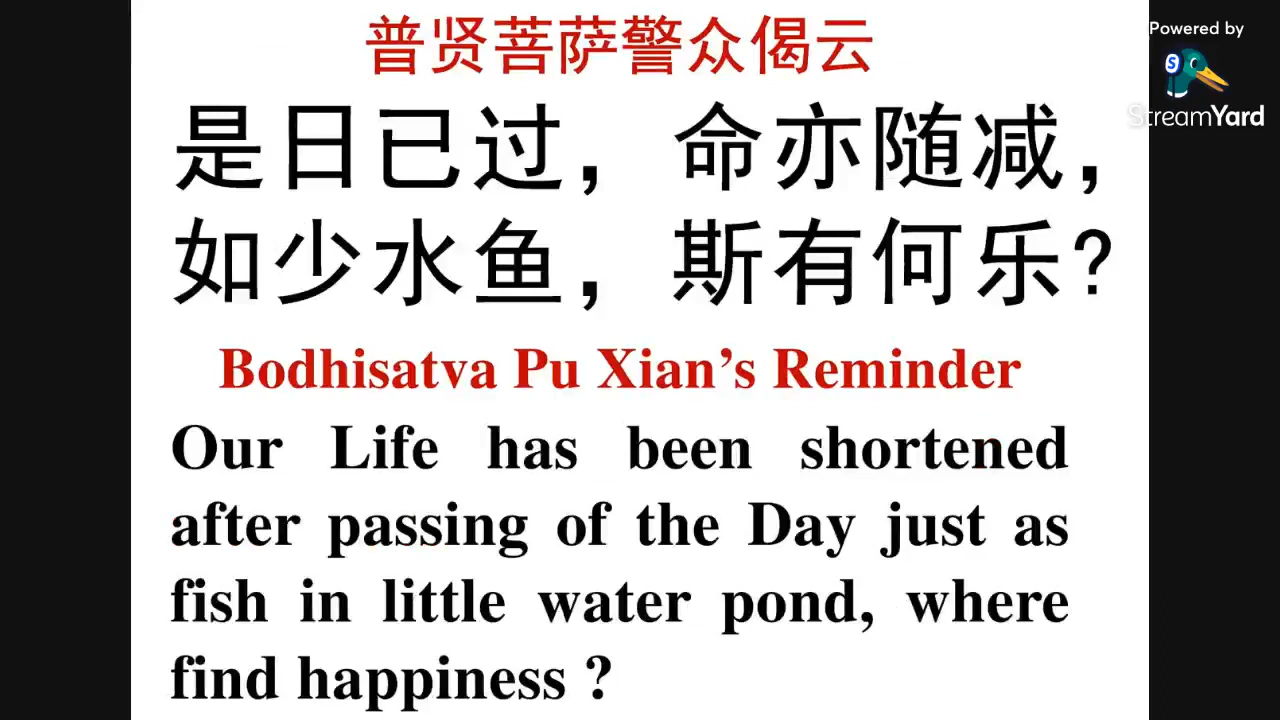 普贤菩萨警众偈云
是日已过，命亦随减，
如少水鱼，斯有何乐?
Bodhisatva Pu Xian’s Reminder
Our Life has been shortened
after passing of the Day just as
fish in little water pond, where
find happiness ?
Powered by
S
StreamYard